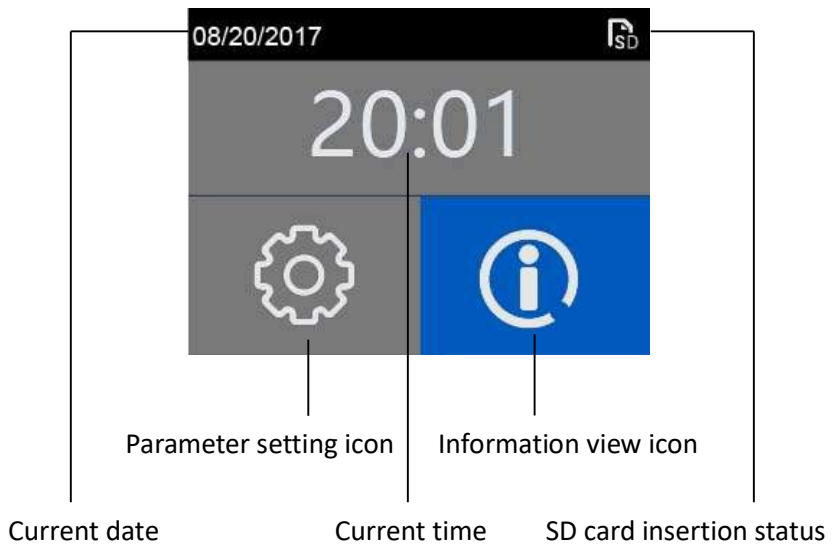 08/20/2017
SD
20:01
Parameter setting icon
Information view icon
Current date
Current time
SD card insertion status